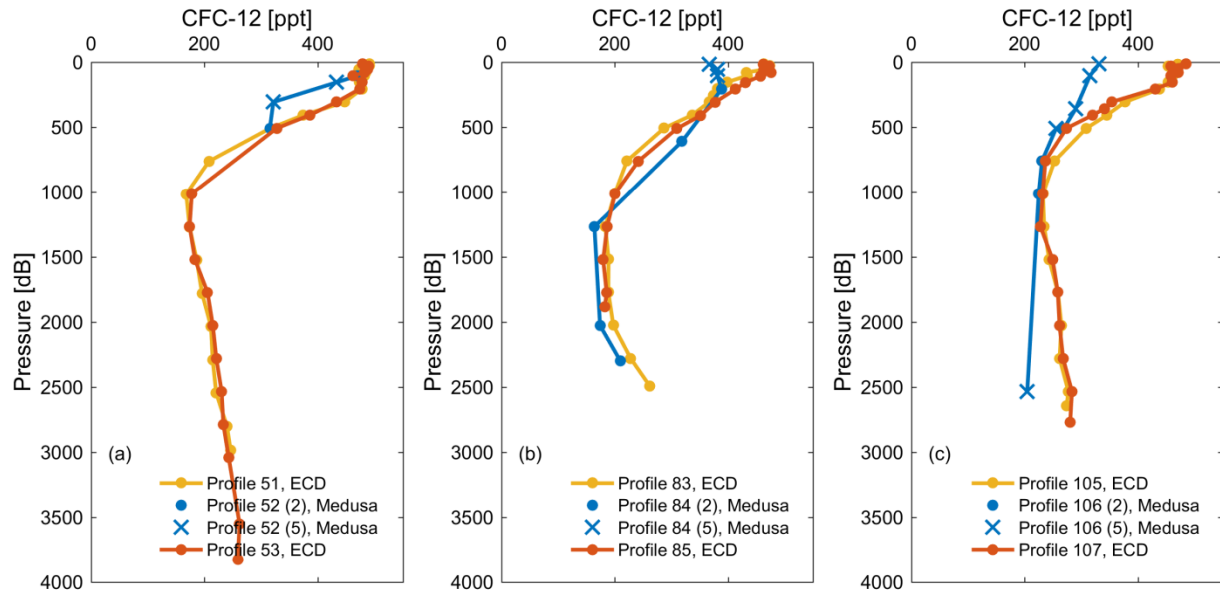 CFC-12 [ppt]
0 200 400
Pressure [dB]
0
500
1000
1500
2000
2500
3000
3500
4000
(a)
Profile 51, ECD
Profile 52 (2), Medusa
Profile 52 (5), Medusa
Profile 53, ECD
CFC-12 [ppt]
0 200 400
Pressure [dB]
0
500
1000
1500
2000
2500
3000
3500
4000
(b)
Profile 83, ECD
Profile 84 (2), Medusa
Profile 84 (5), Medusa
Profile 85, ECD
CFC-12 [ppt]
0 200 400
Pressure [dB]
0
500
1000
1500
2000
2500
3000
3500
4000
(c)
Profile 105, ECD
Profile 106 (2), Medusa
Profile 106 (5), Medusa
Profile 107, ECD